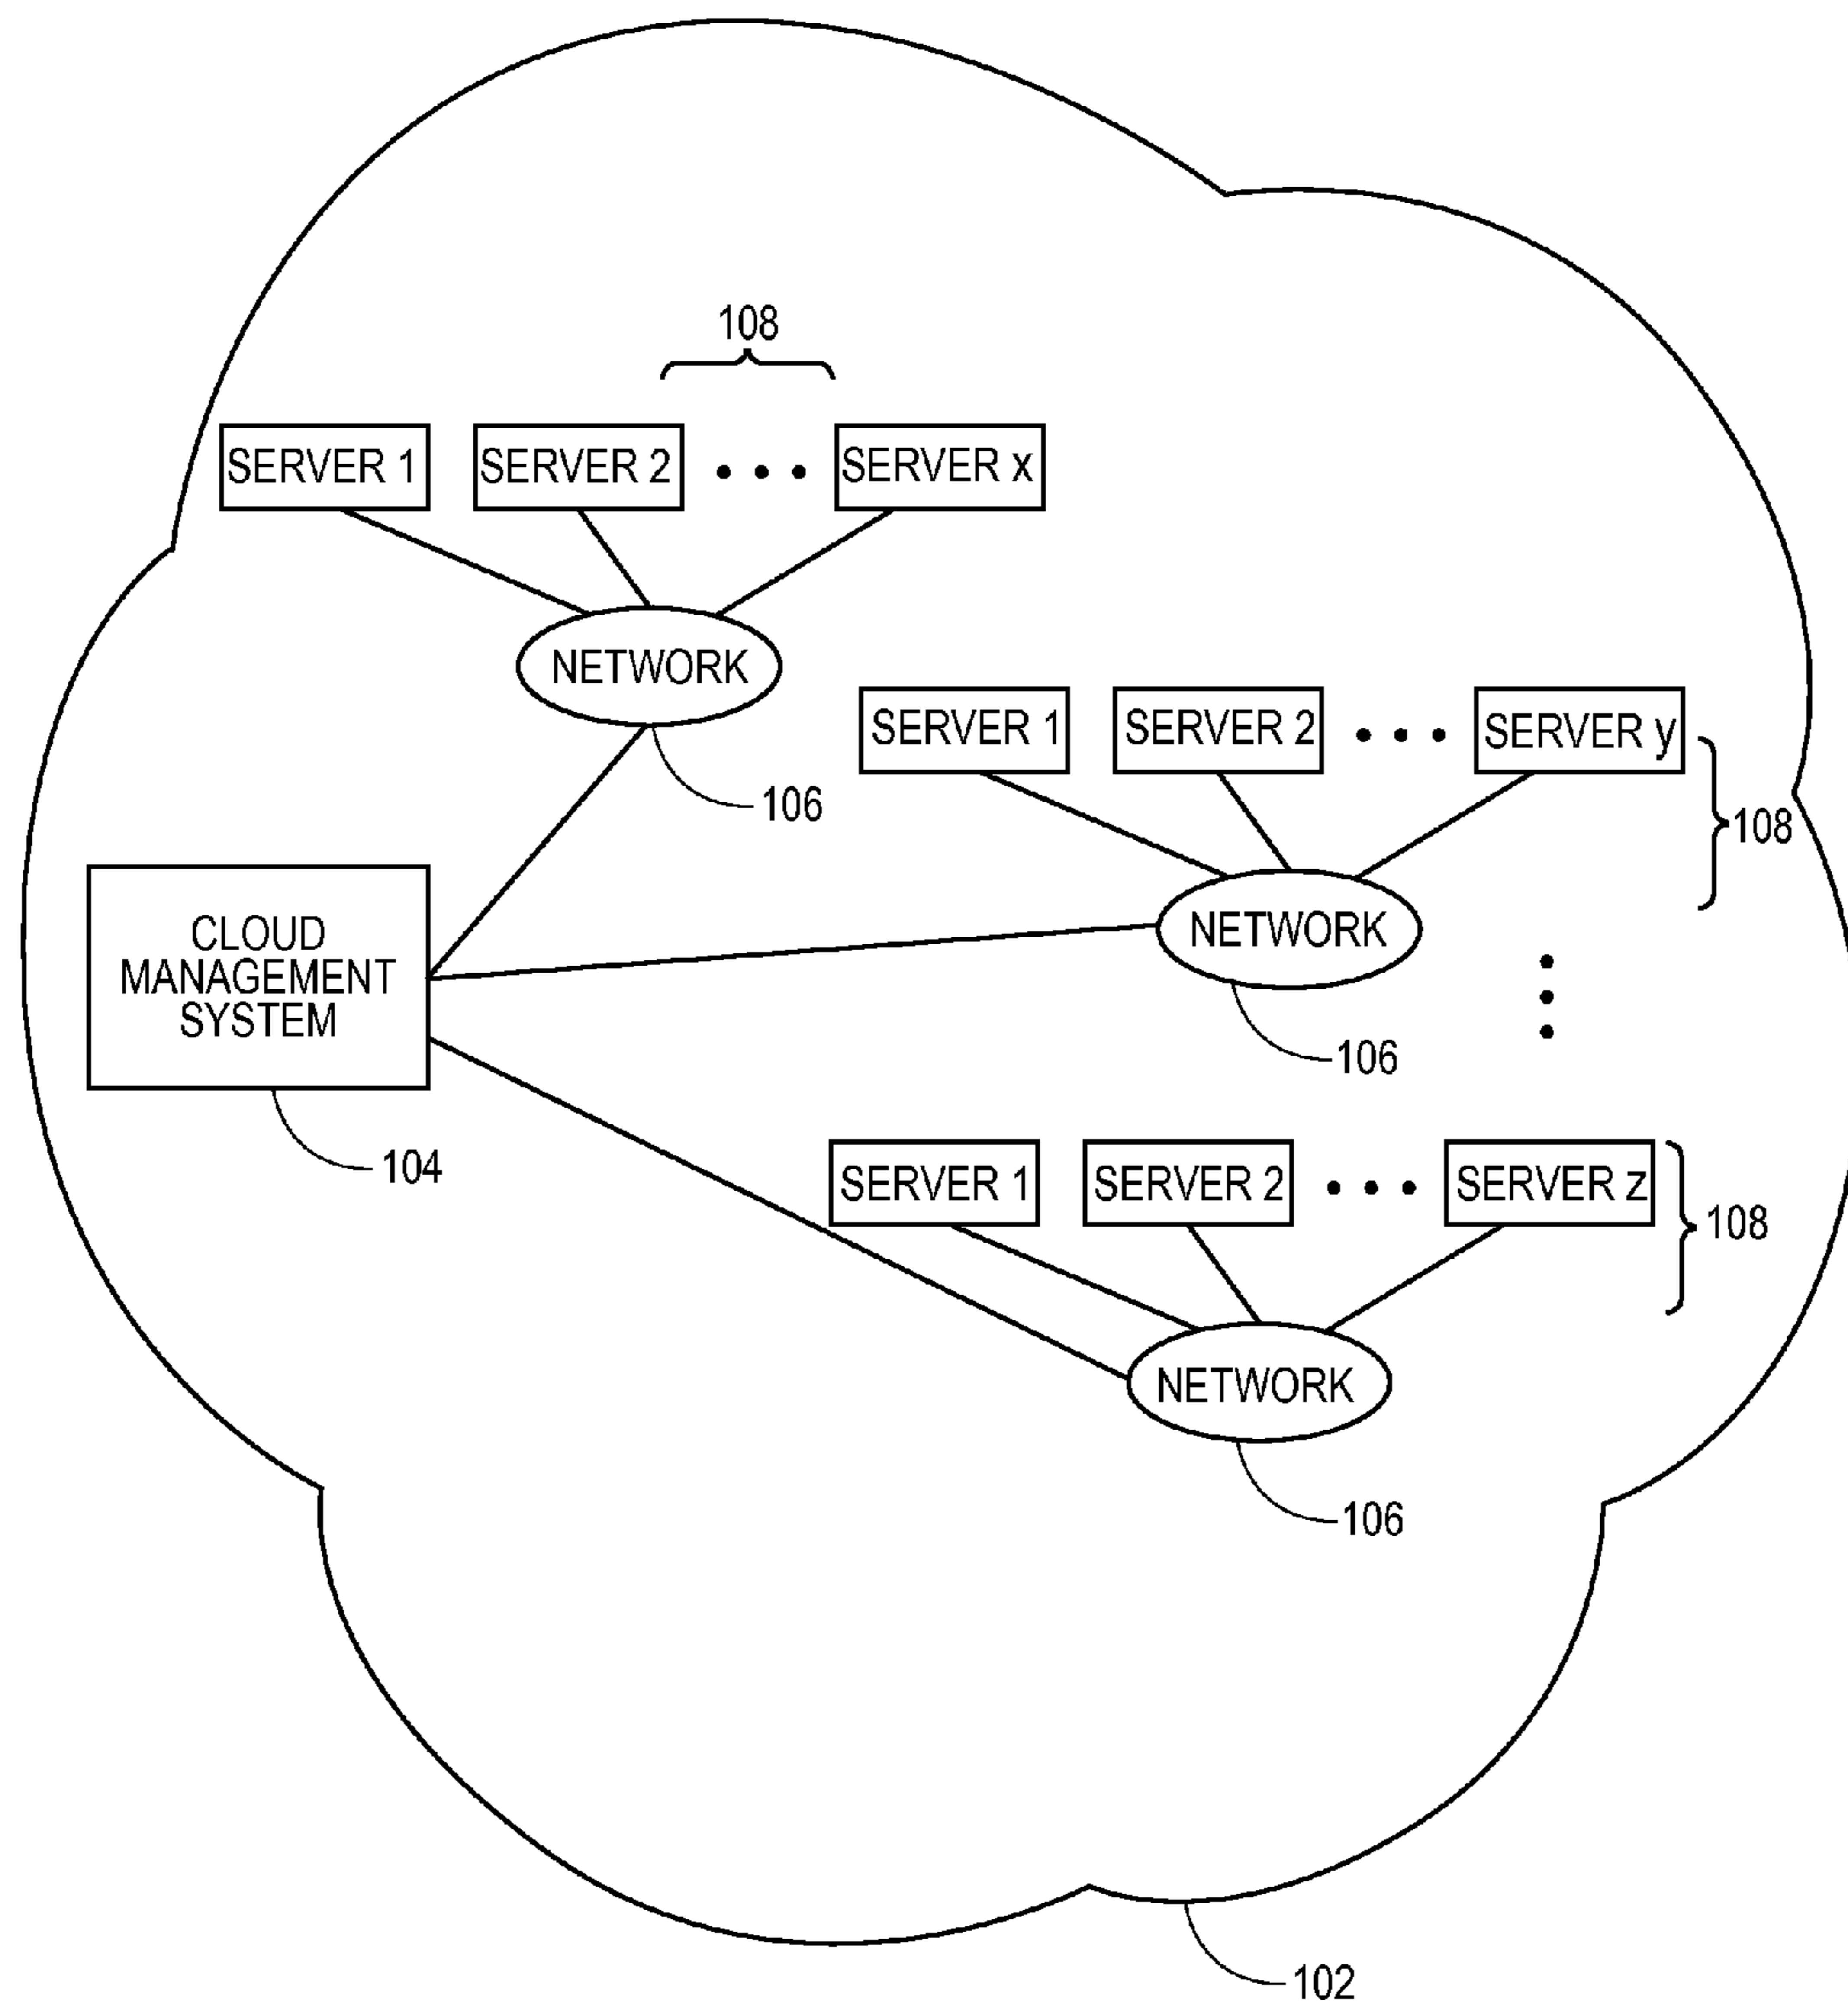 108
SERVER 1 SERVER 2 • • • SERVER x
NETWORK
106
SERVER 1 SERVER 2 • • • SERVER y
108
CLOUD
MANAGEMENT
SYSTEM
104
NETWORK
106
SERVER 1 SERVER 2 • • • SERVER z
108
NETWORK
106
102